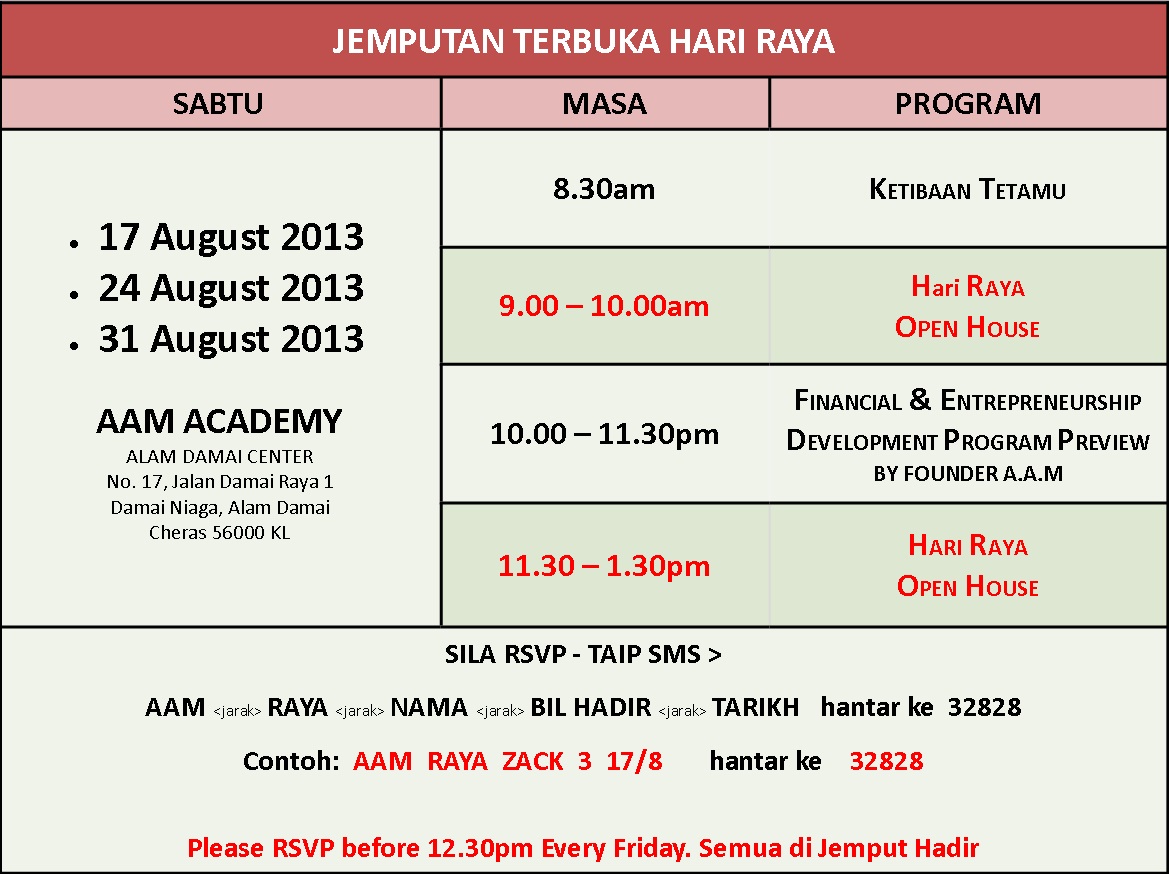 JEMPUTAN TERBUKA HARI RAYA
SABTU MASA PROGRAM
• 17 August 2013
• 24 August 2013
• 31 August 2013
AAM ACADEMY
ALAM DAMAI CENTER
No. 17, Jalan Damai Raya 1
Damai Niaga, Alam Damai
Cheras 56000 KL
8.30am KETIBAAN TETAMU
9.00 – 10.00am Hari RAYA
OPEN HOUSE
10.00 – 11.30pm FINANCIAL & ENTREPRENEURSHIP
DEVELOPMENT PROGRAM PREVIEW
BY FOUNDER A.A.M
11.30 – 1.30pm HARI RAYA
OPEN HOUSE
SILA RSVP - TAIP SMS >
AAM <jarak> RAYA <jarak> NAMA <jarak> BIL HADIR <jarak> TARIKH hantar ke 32828
Contoh: AAM RAYA ZACK 3 17/8 hantar ke 32828
Please RSVP before 12.30pm Every Friday. Semua di Jemput Hadir